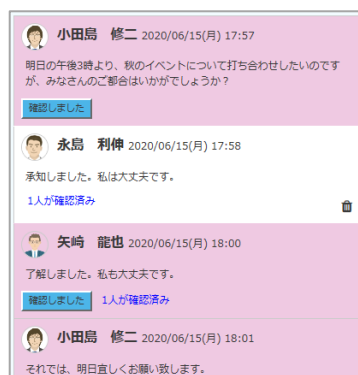 小田島 修二 2020/06/15(月) 17:57
明日の午後3時より、秋のイベントについて打ち合わせしたいのです
が、みなさんのご都合はいかがでしょうか？
確認しました
永島 利伸 2020/06/15(月) 17:58
承知しました。私は大丈夫です。
1人が確認済み
矢崎 龍也 2020/06/15(月) 18:00
了解しました。私も大丈夫です。
確認しました 1人が確認済み
小田島 修二 2020/06/15(月) 18:01
それでは、明日宜しくお願い致します。